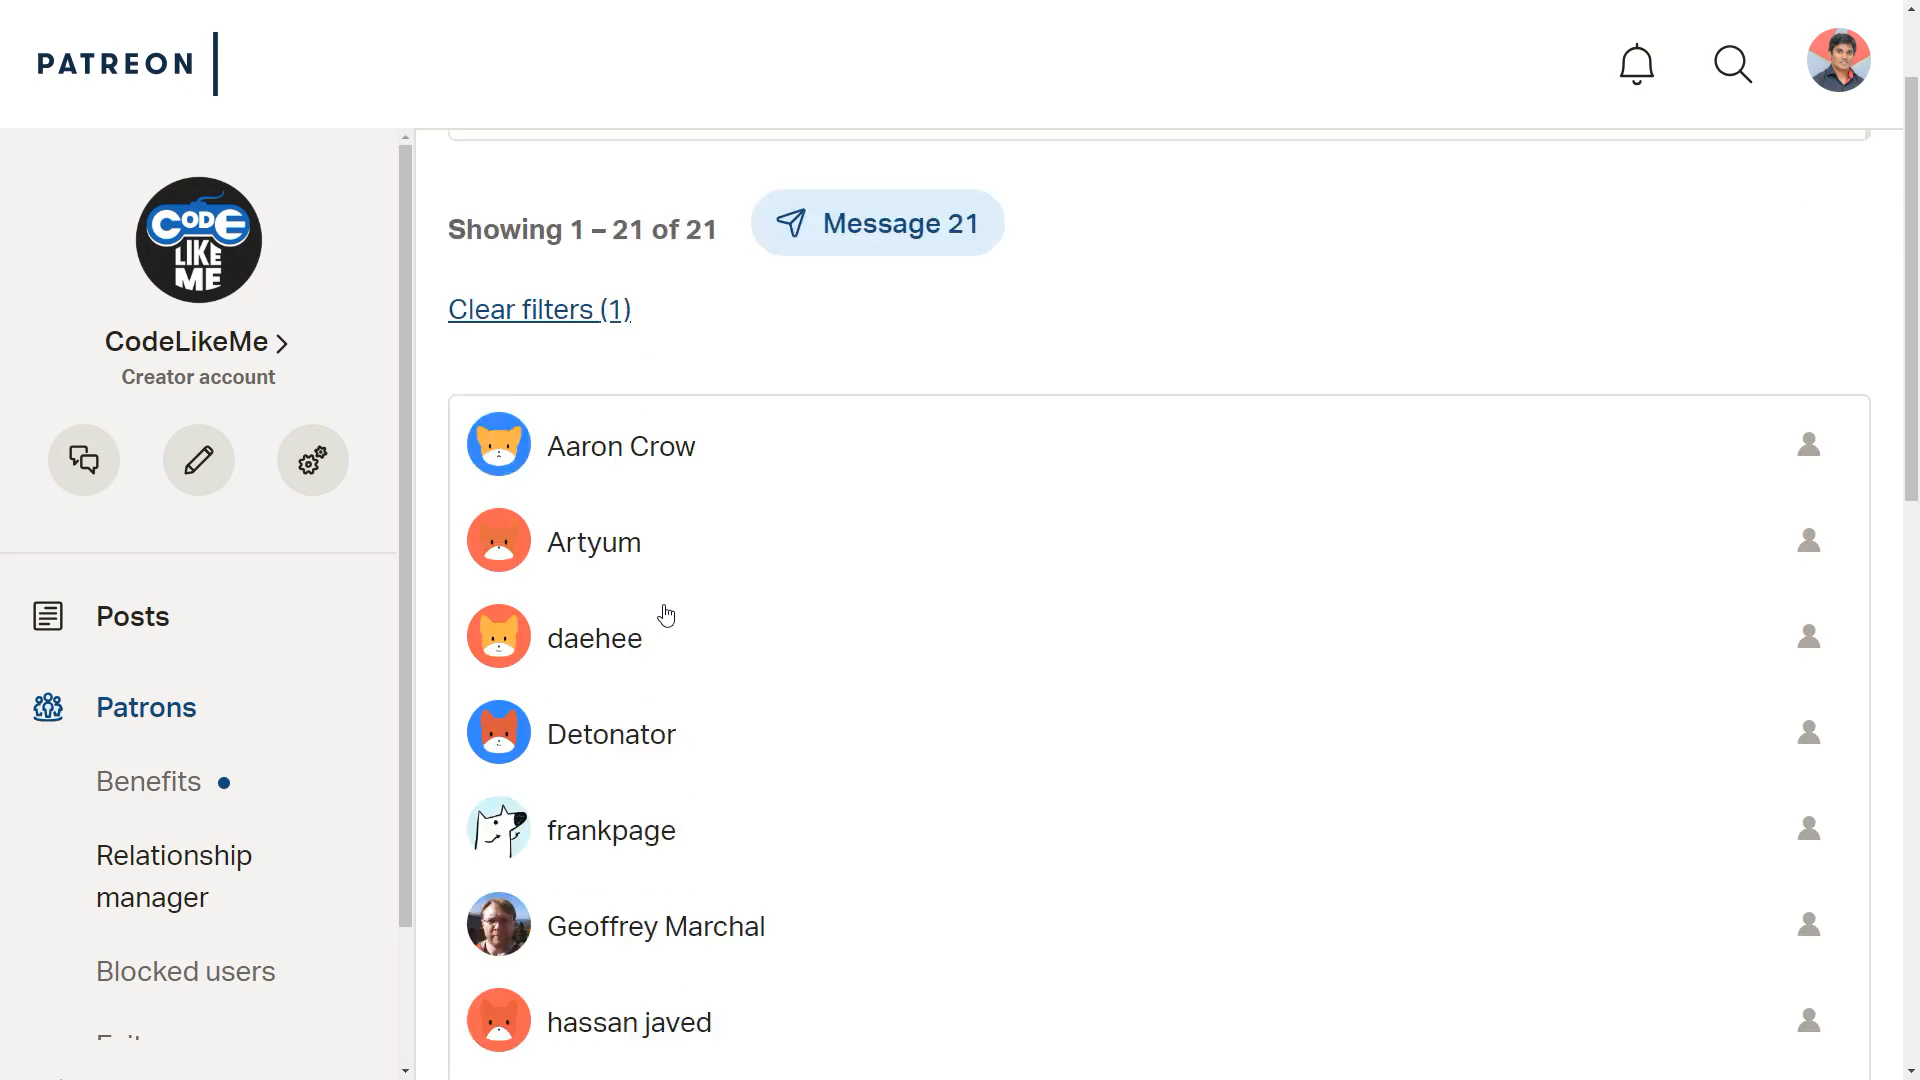 PATREON
CODE
LIKE
ME
CodeLikeMe
Creator account
Posts
Patrons
Benefits
Relationship
manager
Blocked users
Showing 1 – 21 of 21
Message 21
Clear filters (1)
Aaron Crow
Artyum
daehee
Detonator
frankpage
Geoffrey Marchal
hassan javed